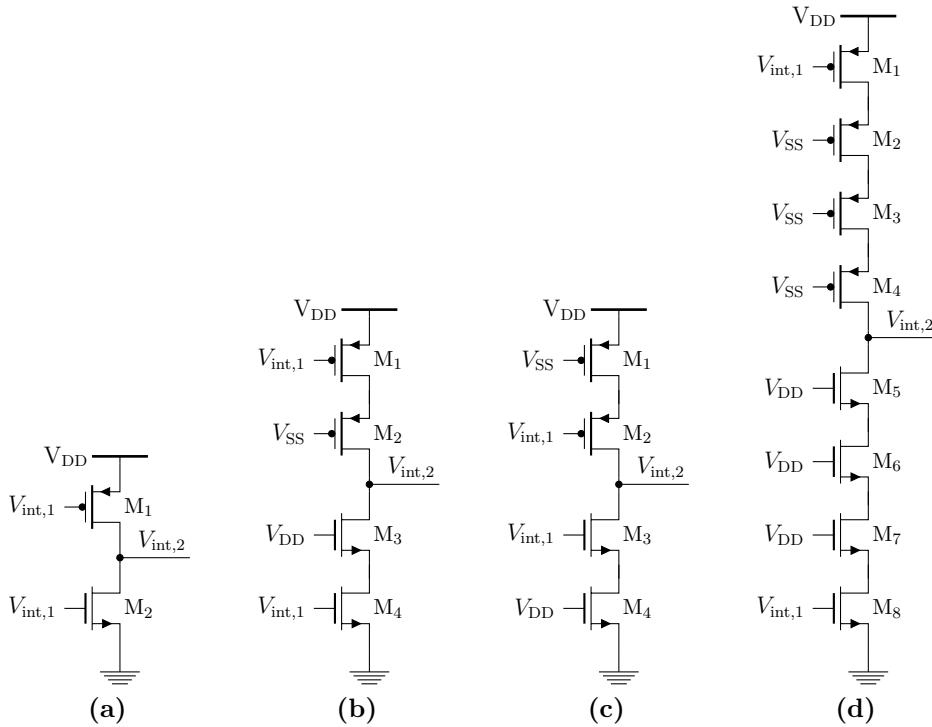 V_DD
V_int,1 M_1
V_int,2
V_int,1 M_2
(a)
V_DD
V_int,1 M_1
V_SS M_2
V_int,2
V_DD M_3
V_int,1 M_4
(b)
V_DD
V_SS M_1
V_int,1 M_2
V_int,2
V_int,1 M_3
V_DD M_4
(c)
V_DD
V_int,1 M_1
V_SS M_2
V_SS M_3
V_SS M_4
V_int,2
V_DD M_5
V_DD M_6
V_DD M_7
V_int,1 M_8
(d)